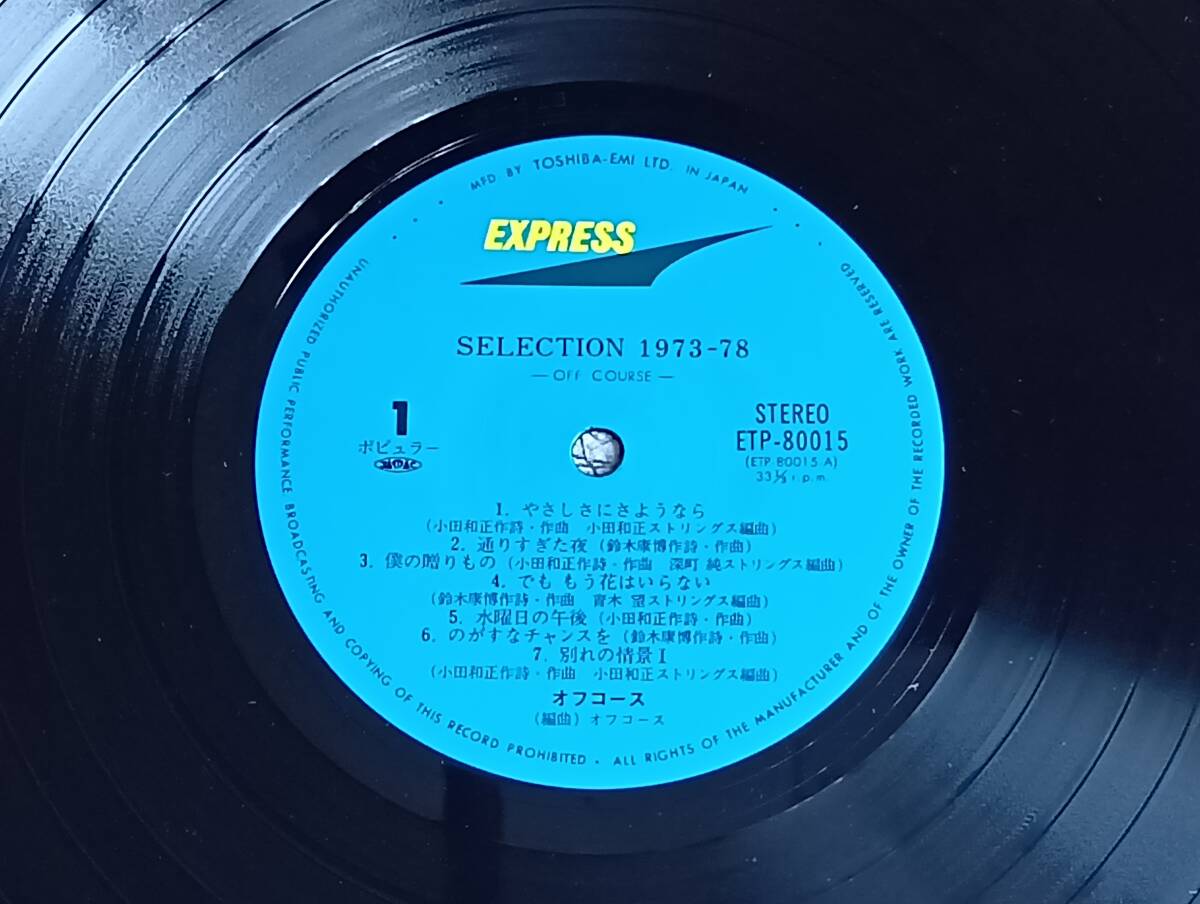 MFD BY TOSHIBA-EMI LTD. IN JAPAN
EXPRESS
SELECTION 1973-78
—OFF COURSE—
1
ポピュラー
STEREO
ETP-80015
(ETP-80015 A)
33⅓ r.p.m.
1. やさしさにさようなら
(小田和正作詩・作曲 小田和正ストリングス編曲)
2. 通りすぎた夜 (鈴木康博作詩・作曲)
3. 僕の贈りもの (小田和正作詩・作曲 深町 純ストリングス編曲)
4. でも もう花はいらない
(鈴木康博作詩・作曲 青木 望ストリングス編曲)
5. 水曜日の午後 (小田和正作詩・作曲)
6. のがすなチャンスを (鈴木康博作詩・作曲)
7. 別れの情景 I
(小田和正作詩・作曲 小田和正ストリングス編曲)
オフコース
(編曲) オフコース
UNAUTHORIZED PUBLIC PERFORMANCE, BROADCASTING AND COPYING OF THIS RECORD PROHIBITED • ALL RIGHTS OF THE MANUFACTURER AND OF THE OWNER OF THE RECORDED WORK ARE RESERVED